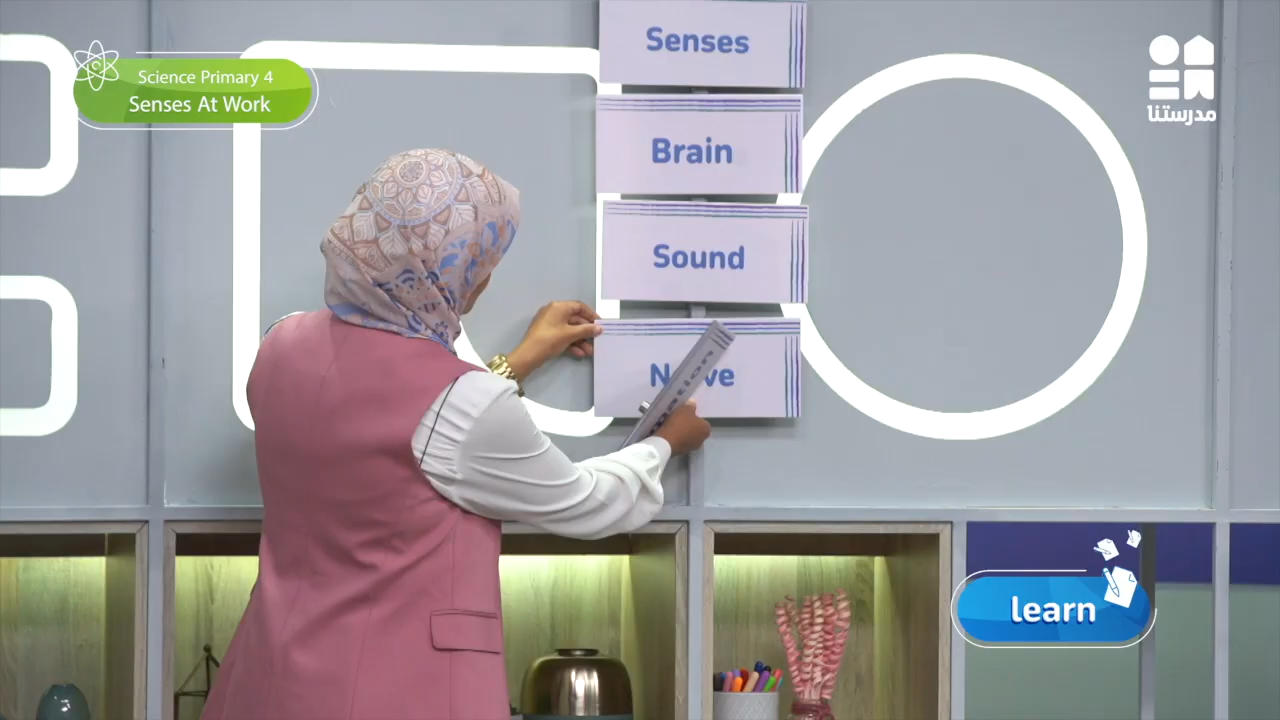 Science Primary 4
Senses At Work
Senses
Brain
Sound
مدرستنا
learn